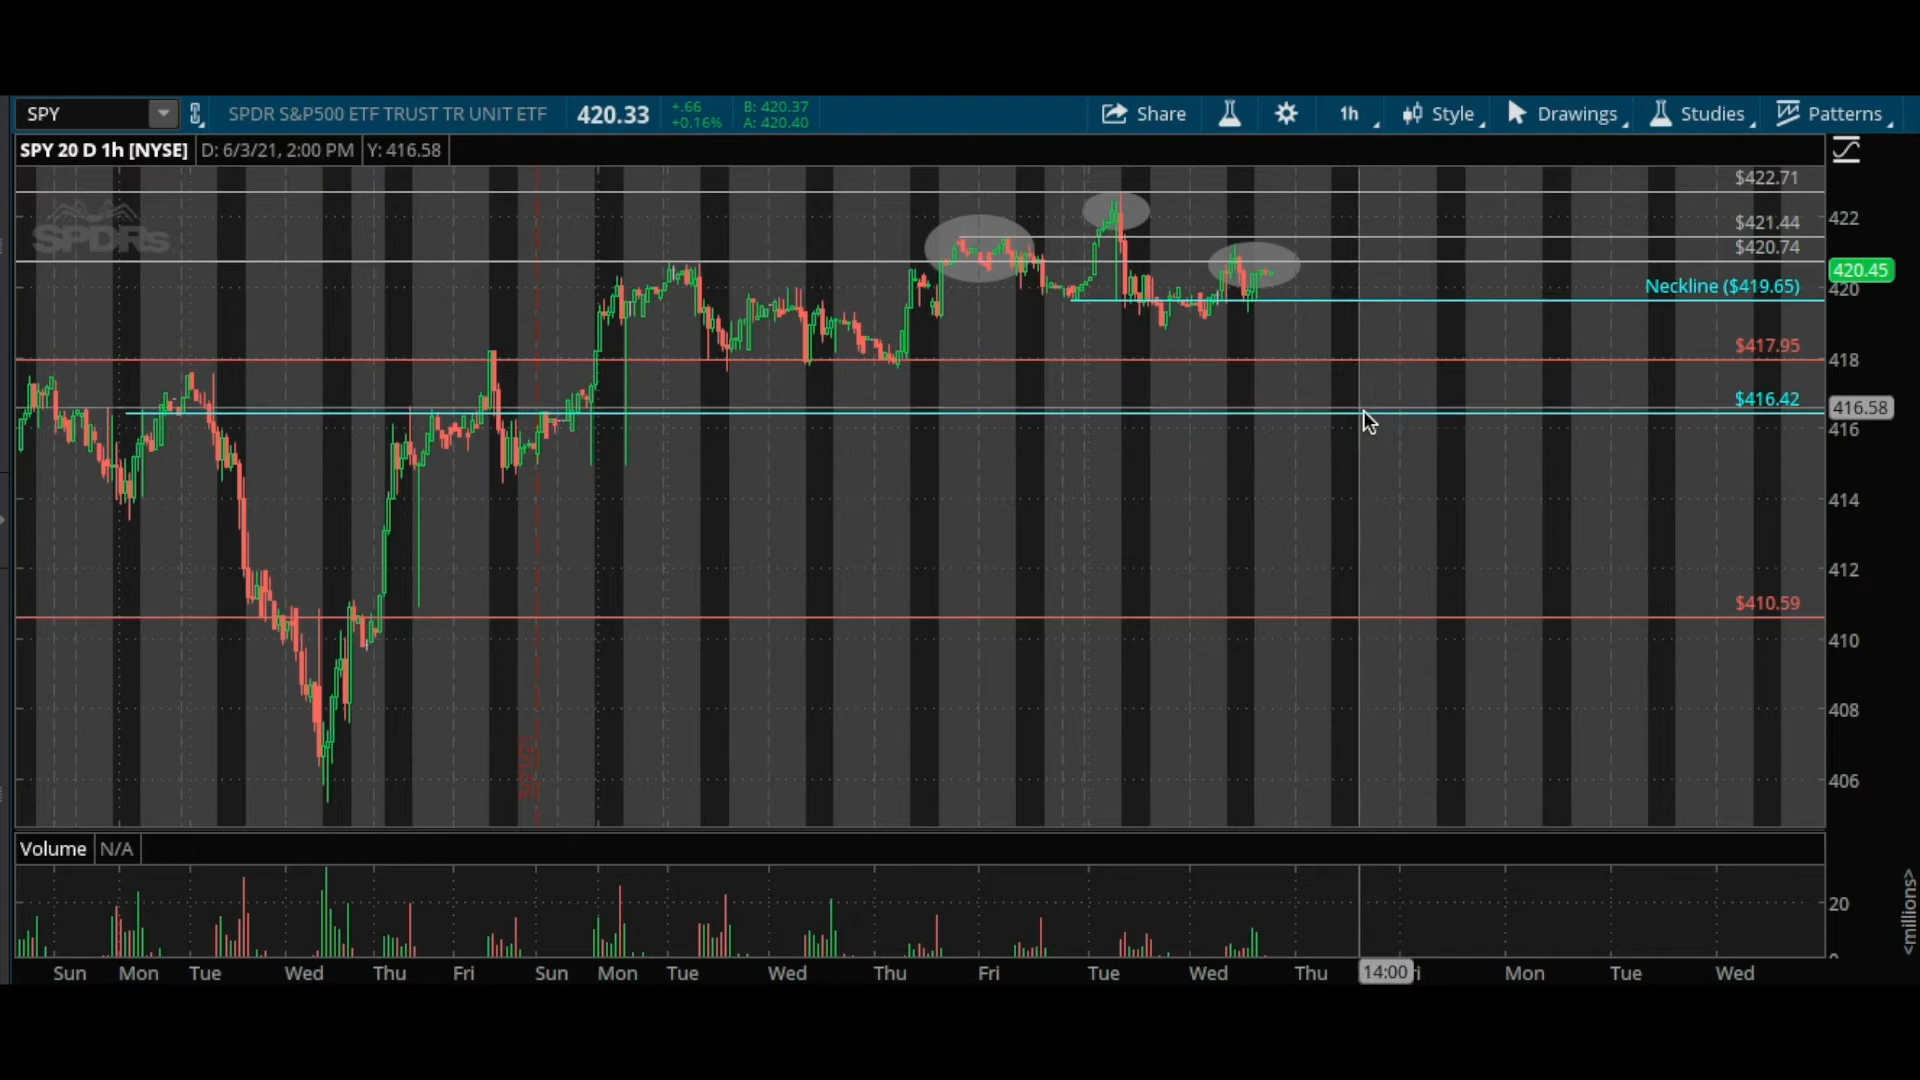 SPY
SPDR S&P500 ETF TRUST TR UNIT ETF
420.33
+.66
+0.16%
B: 420.37
A: 420.40
Share
1h
Style
Drawings
Studies
Patterns
SPY 20 D 1h [NYSE] D: 6/3/21, 2:00 PM Y: 416.58
SPDRs
$422.71
422
$421.44
$420.74
420.45
Neckline ($419.65)
420
$417.95
418
$416.42
416.58
416
414
412
$410.59
410
408
406
Volume N/A
20
0
<millions>
Sun Mon Tue Wed Thu Fri Sun Mon Tue Wed Thu Fri Tue Wed Thu 14:00 Mon Tue Wed